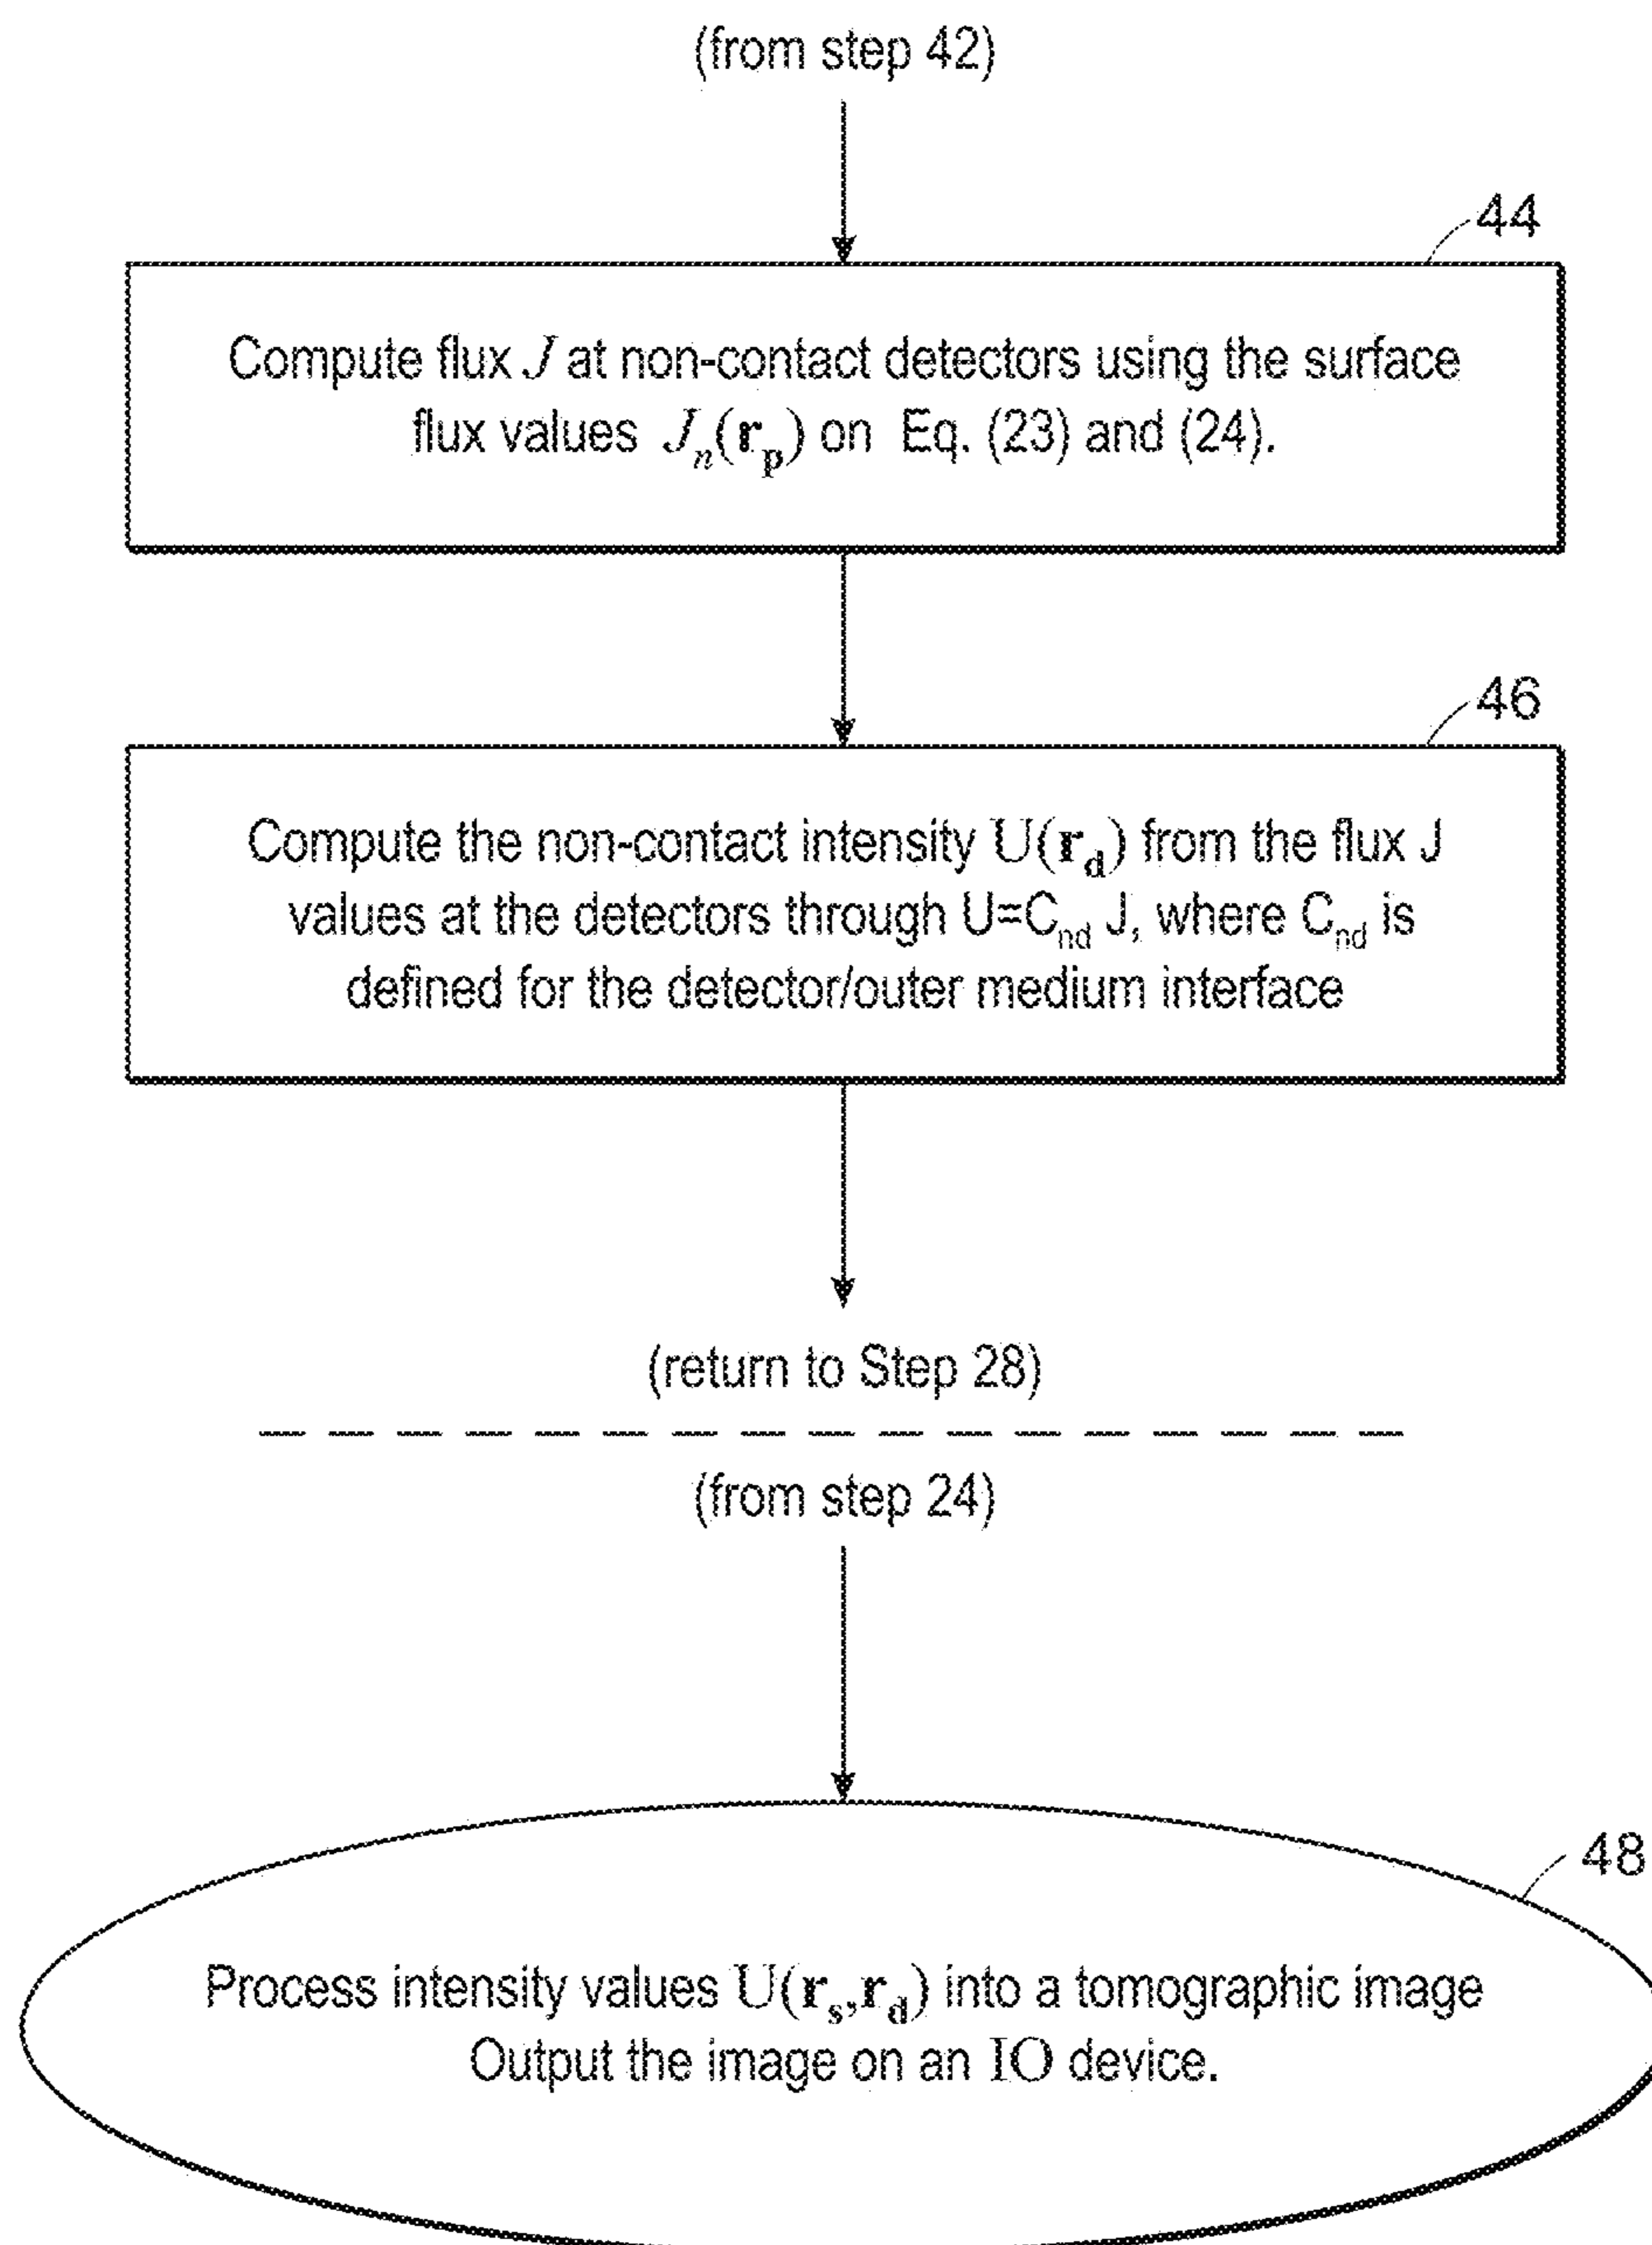 (from step 42)
44
Compute flux J at non-contact detectors using the surface
flux values Jₙ(rₚ) on Eq. (23) and (24).
46
Compute the non-contact intensity U(r_d) from the flux J
values at the detectors through U=C_nd J, where C_nd is
defined for the detector/outer medium interface
(return to Step 28)
(from step 24)
48
Process intensity values U(r_s,r_d) into a tomographic image
Output the image on an IO device.